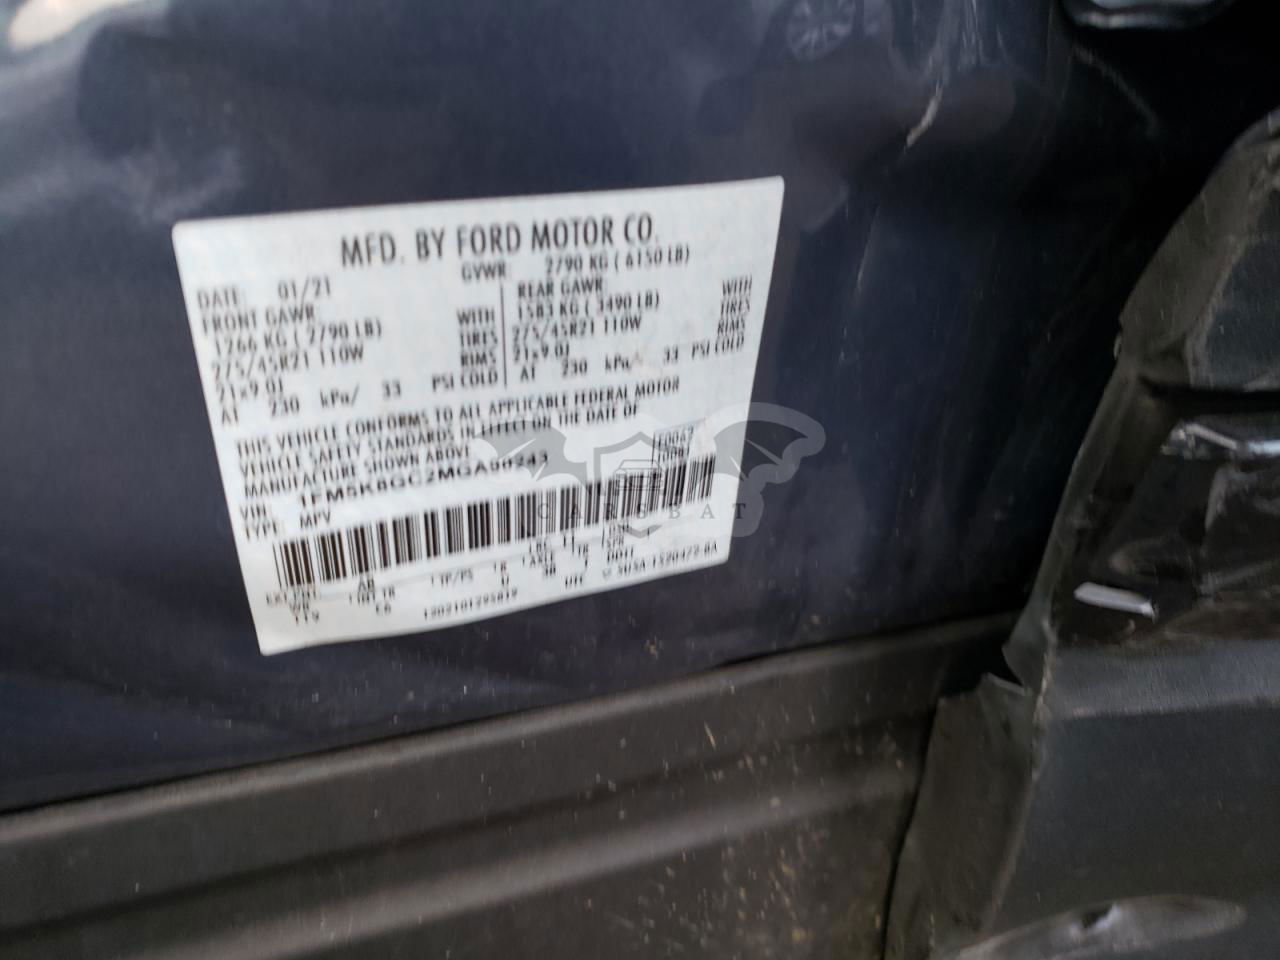 MFD. BY FORD MOTOR CO.
DATE: 01/21 GVWR: 2790 KG ( 6150 LB)
FRONT GAWR: REAR GAWR: WITH
1266 KG ( 2790 LB) WITH 1583 KG ( 3490 LB) TIRES
275/45R21 110W TIRES 275/45R21 110W RIMS
21x9.0J RIMS 21x9.0J
AT 230 kPa/ 33 PSI COLD AT 230 kPa/ 33 PSI COLD
THIS VEHICLE CONFORMS TO ALL APPLICABLE FEDERAL MOTOR
VEHICLE SAFETY STANDARDS IN EFFECT ON THE DATE OF
MANUFACTURE SHOWN ABOVE.
VIN: 1FM5K8GC2MGA90243
TYPE: MPV
CARSBAT